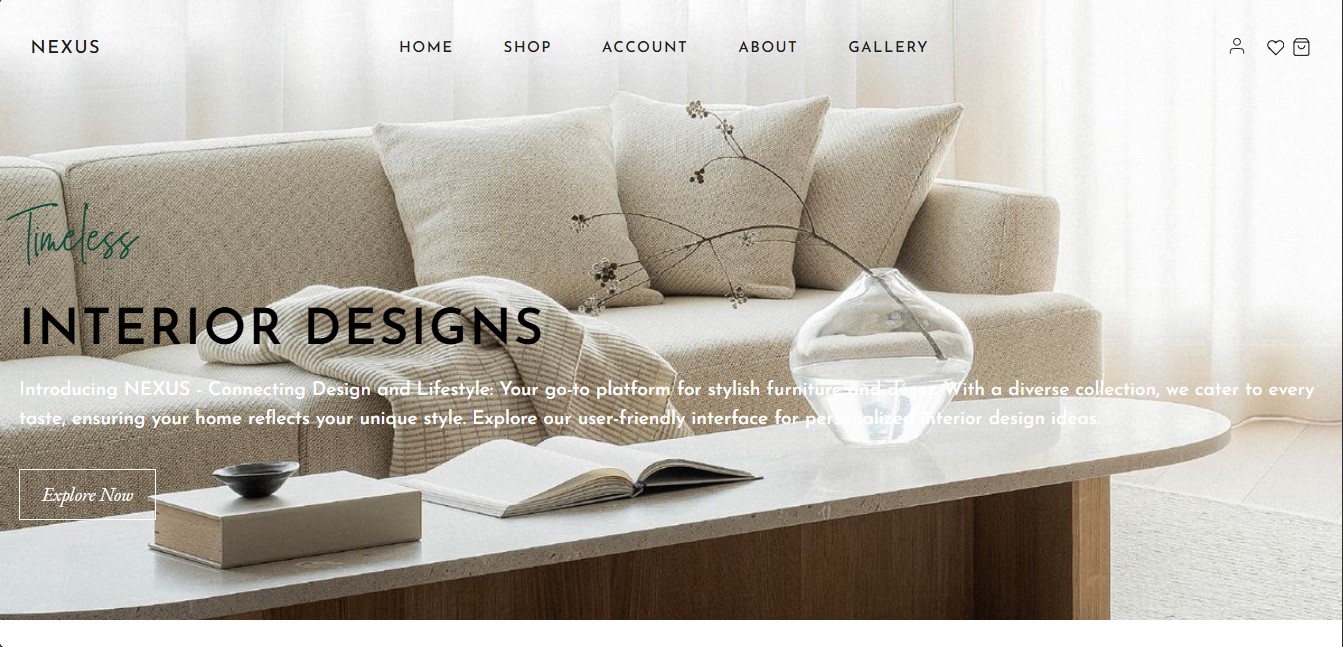 NEXUS HOME SHOP ACCOUNT ABOUT GALLERY
Timeless
INTERIOR DESIGNS
Introducing NEXUS - Connecting Design and Lifestyle: Your go-to platform for stylish furniture and décor. With a diverse collection, we cater to every
taste, ensuring your home reflects your unique style. Explore our user-friendly interface for personalized interior design ideas.
Explore Now